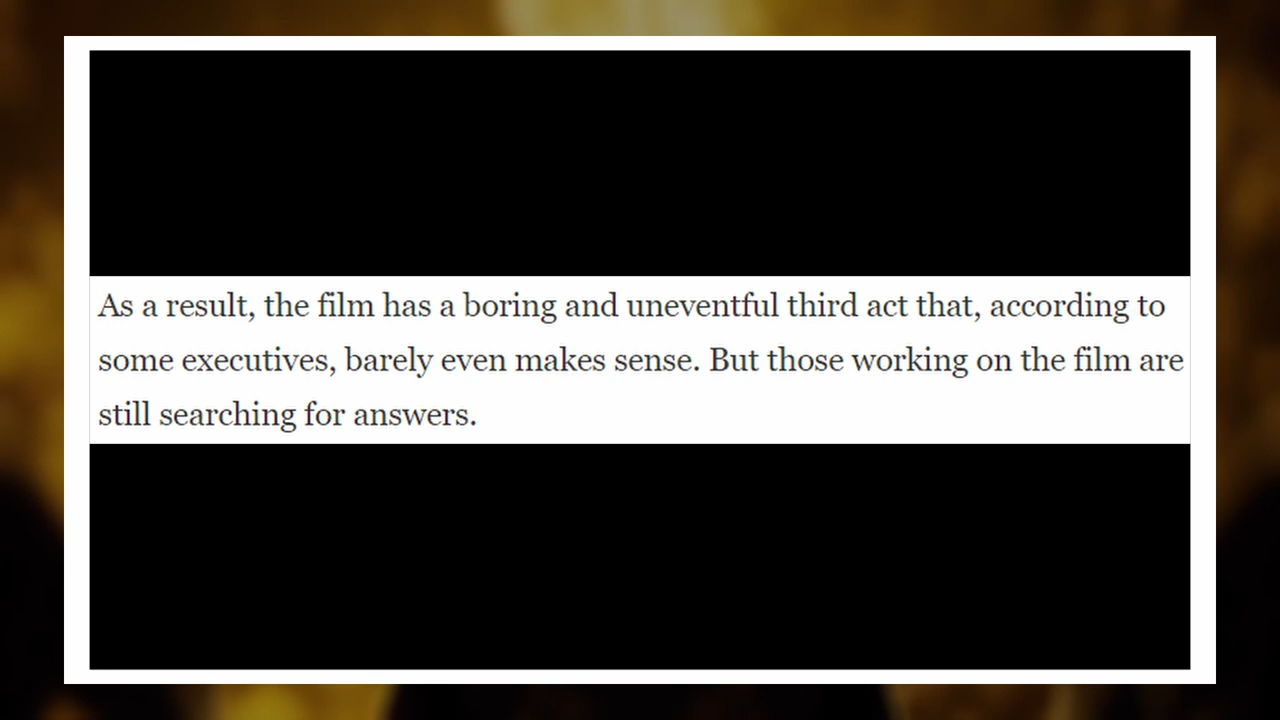 As a result, the film has a boring and uneventful third act that, according to
some executives, barely even makes sense. But those working on the film are
still searching for answers.